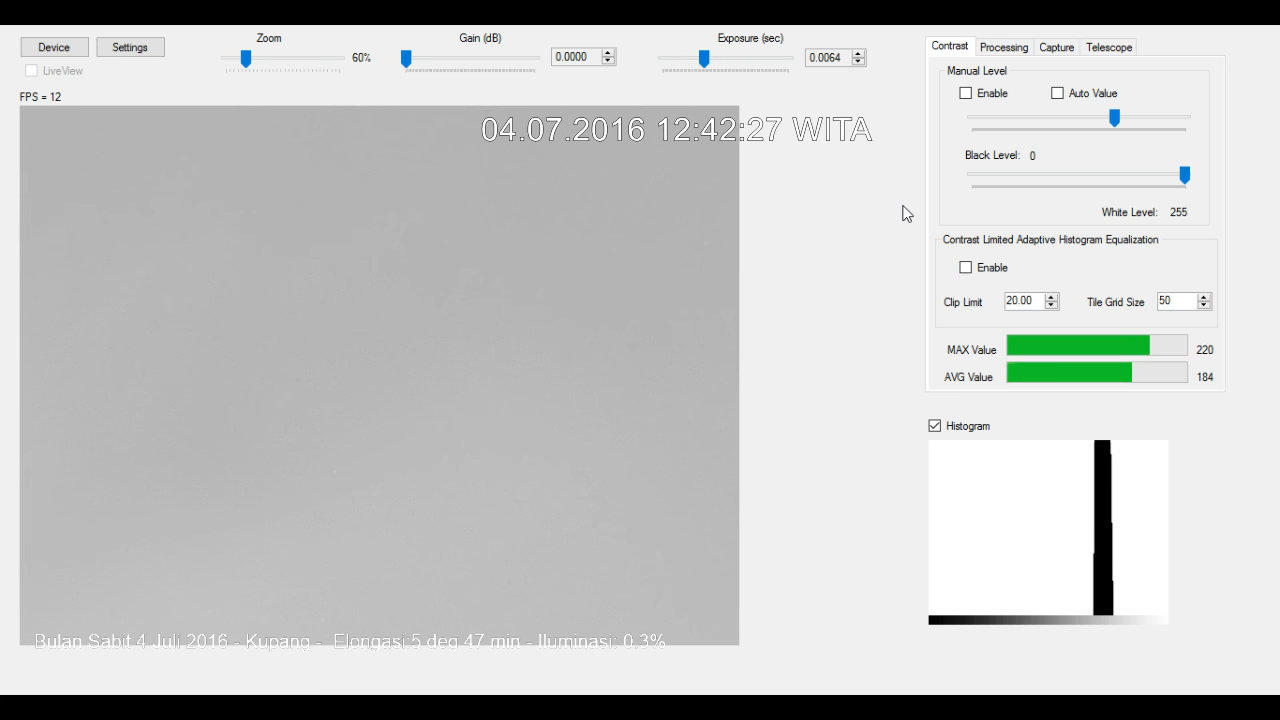 Device
Settings
Zoom
60%
Gain (dB)
0.0000
Exposure (sec)
0.0064
LiveView
FPS = 12
04.07.2016 12:42:27 WITA
Bulan Sabit 4 Juli 2016 - Kupang - Elongasi:5 deg 47 min - Iluminasi: 0.3%
Contrast
Processing
Capture
Telescope
Manual Level
Enable
Auto Value
Black Level: 0
White Level: 255
Contrast Limited Adaptive Histogram Equalization
Enable
Clip Limit
20.00
Tile Grid Size
50
MAX Value
220
AVG Value
184
Histogram